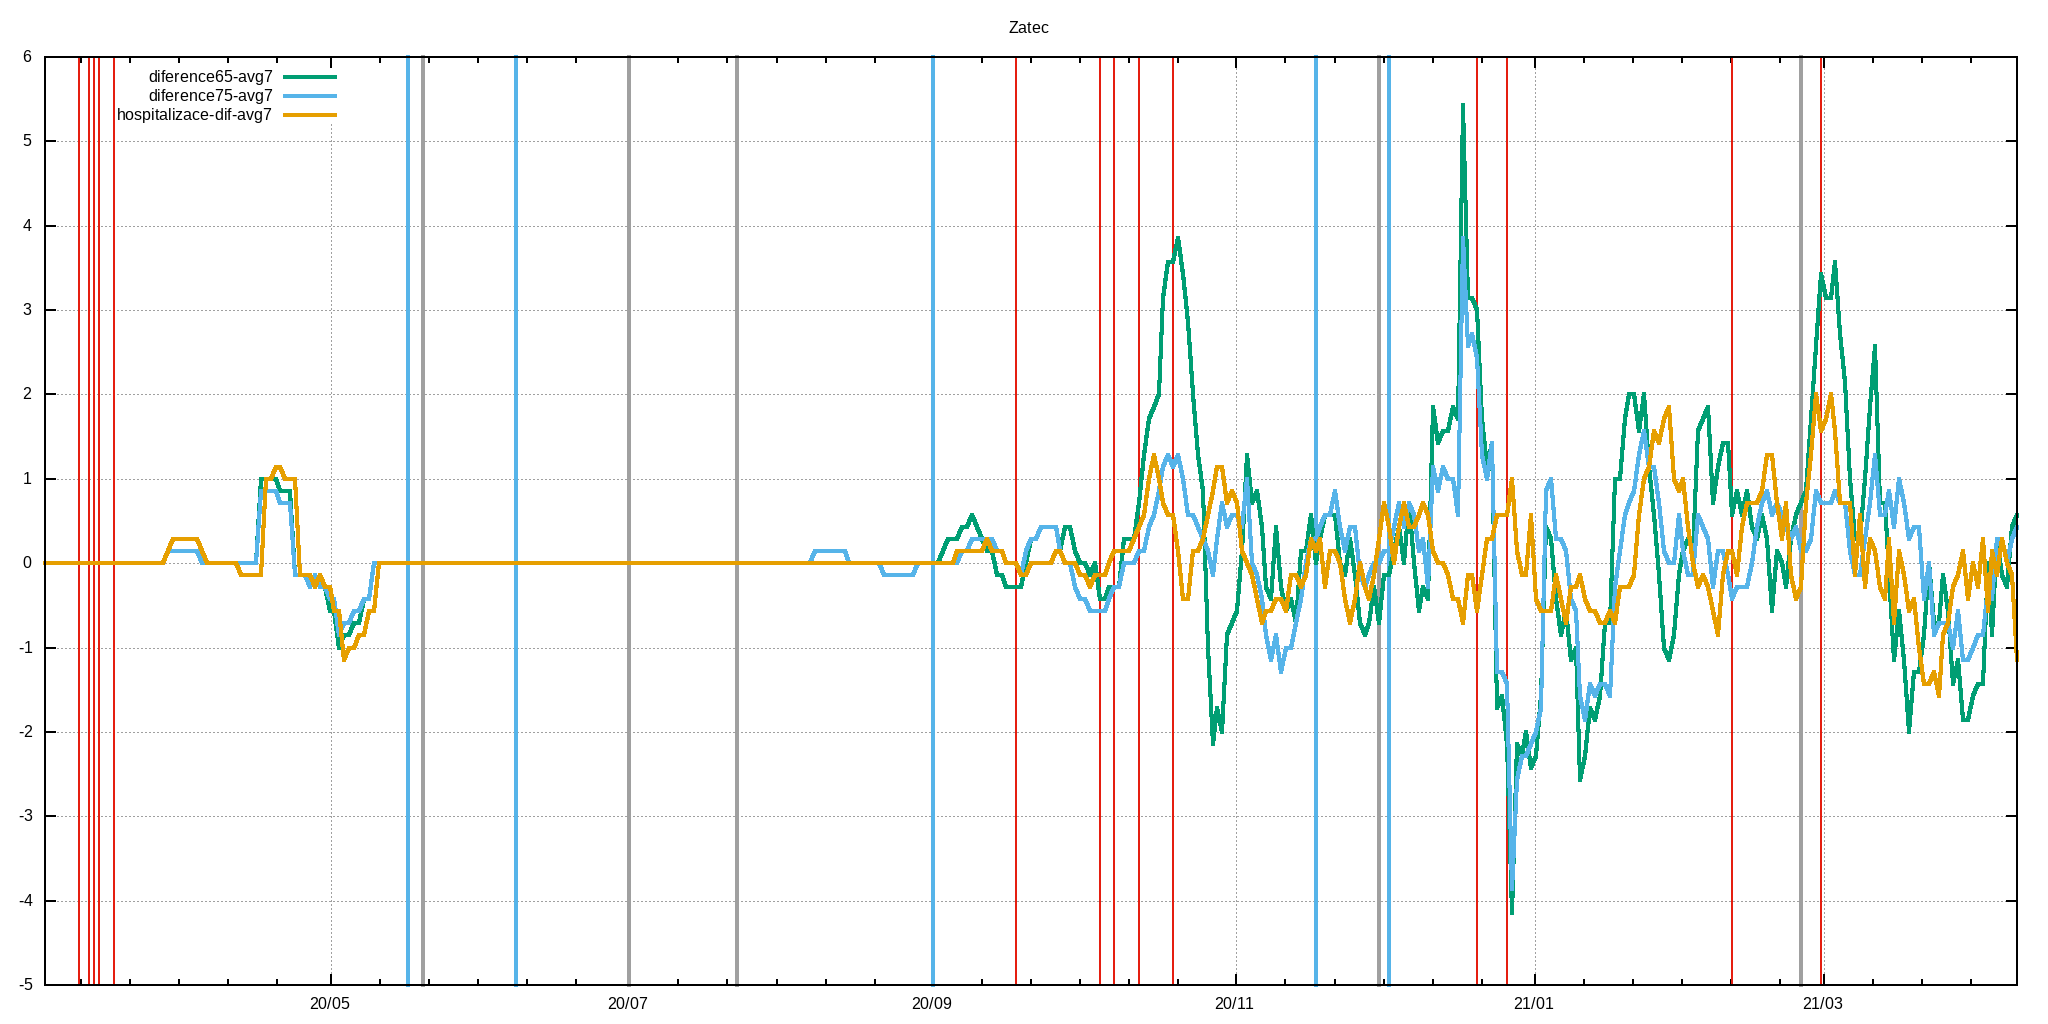 Zatec
6
diference65-avg7
diference75-avg7
hospitalizace-dif-avg7
5
4
3
2
1
0
-1
-2
-3
-4
-5
20/05 20/07 20/09 20/11 21/01 21/03